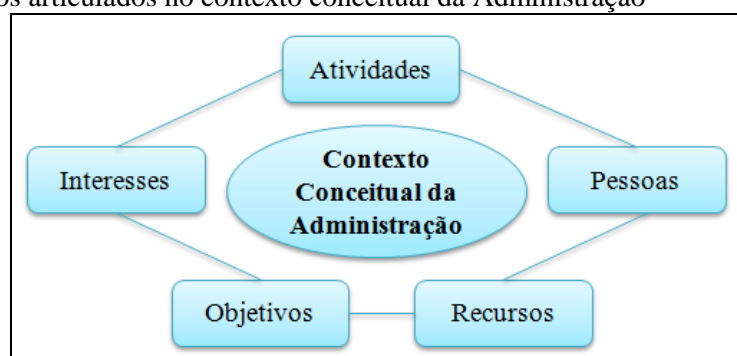 os articulados no contexto conceitual da Administração
Atividades
Interesses
Contexto
Conceitual da
Administração
Pessoas
Objetivos
Recursos